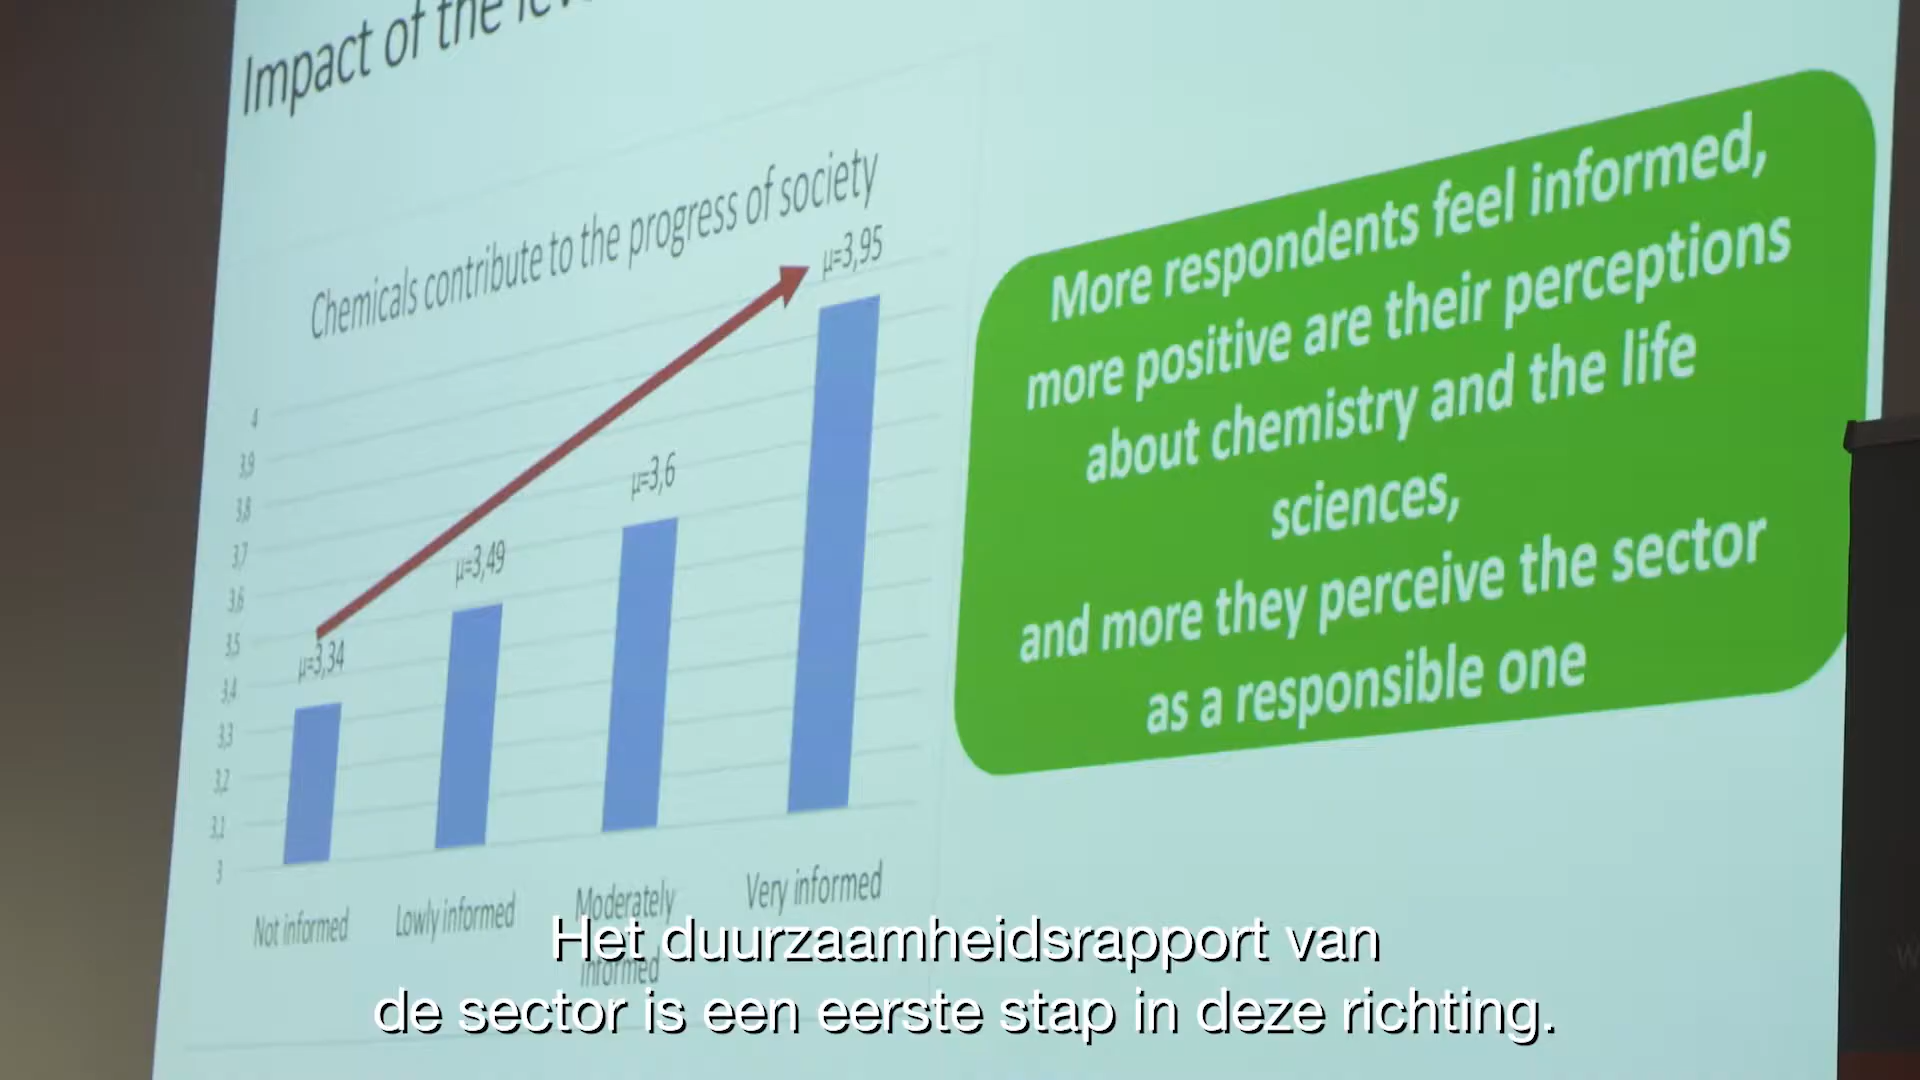 Impact of the
Chemicals contribute to the progress of society
μ=3,95
μ=3,6
μ=3,49
μ=3,34
4
3,9
3,8
3,7
3,6
3,5
3,4
3,3
3,2
3,1
3
Not informed
Lowly informed
Moderately
informed
Very informed
More respondents feel informed,
more positive are their perceptions
about chemistry and the life
sciences,
and more they perceive the sector
as a responsible one
Het duurzaamheidsrapport van
de sector is een eerste stap in deze richting.